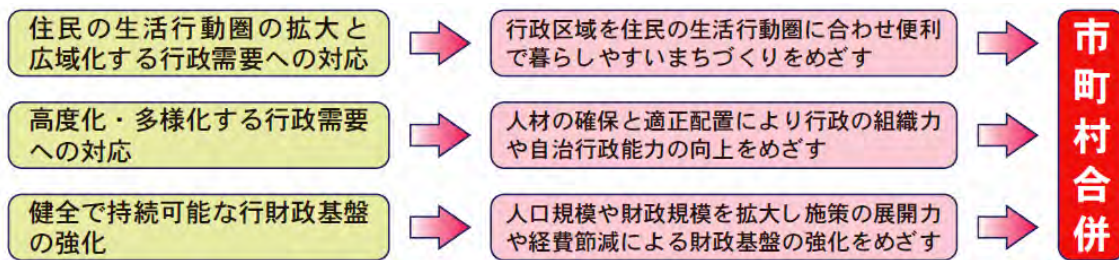 住民の生活行動圏の拡大と
広域化する行政需要への対応
行政区域を住民の生活行動圏に合わせ便利
で暮らしやすいまちづくりをめざす
高度化・多様化する行政需要
への対応
人材の確保と適正配置により行政の組織力
や自治行政能力の向上をめざす
健全で持続可能な行財政基盤
の強化
人口規模や財政規模を拡大し施策の展開力
や経費節減による財政基盤の強化をめざす
市町村合併